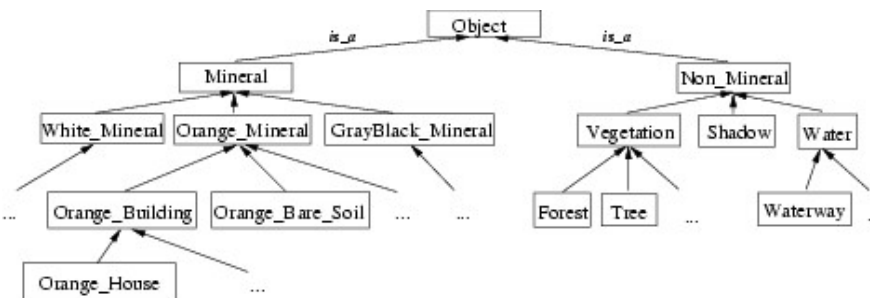 Object
is_a is_a
Mineral Non_Mineral
White_Mineral Orange_Mineral GrayBlack_Mineral Vegetation Shadow Water
... Orange_Building Orange_Bare_Soil ... ... Forest Tree ... Waterway ..
Orange_House ...